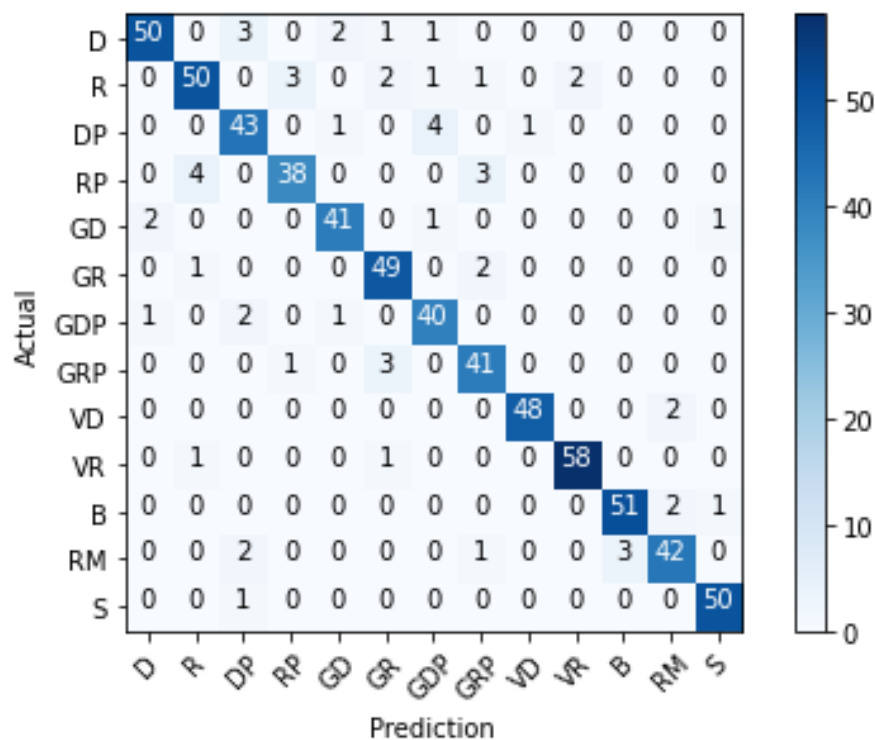 D 50 0 3 0 2 1 1 0 0 0 0 0 0
R 0 50 0 3 0 2 1 1 0 2 0 0 0
DP 0 0 43 0 1 0 4 0 1 0 0 0 0
RP 0 4 0 38 0 0 0 3 0 0 0 0 0
GD 2 0 0 0 41 0 1 0 0 0 0 0 1
GR 0 1 0 0 0 49 0 2 0 0 0 0 0
GDP 1 0 2 0 1 0 40 0 0 0 0 0 0
GRP 0 0 0 1 0 3 0 41 0 0 0 0 0
VD 0 0 0 0 0 0 0 0 48 0 0 2 0
VR 0 1 0 0 0 1 0 0 0 58 0 0 0
B 0 0 0 0 0 0 0 0 0 0 51 2 1
RM 0 0 2 0 0 0 0 1 0 0 3 42 0
S 0 0 1 0 0 0 0 0 0 0 0 0 50
D R DP RP GD GR GDP GRP VD VR B RM S
Prediction
Actual
50
40
30
20
10
0